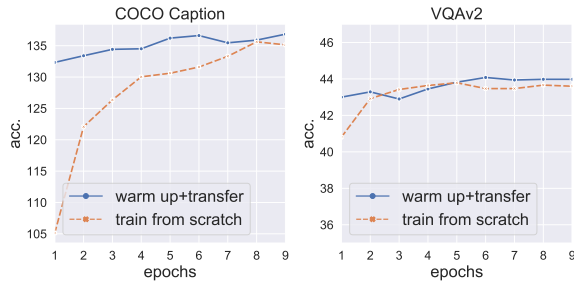 COCO Caption
acc.
135
130
125
120
115
110
105
1 2 3 4 5 6 7 8 9
epochs
warm up+transfer
train from scratch
VQAv2
acc.
46
44
42
40
38
36
1 2 3 4 5 6 7 8 9
epochs
warm up+transfer
train from scratch